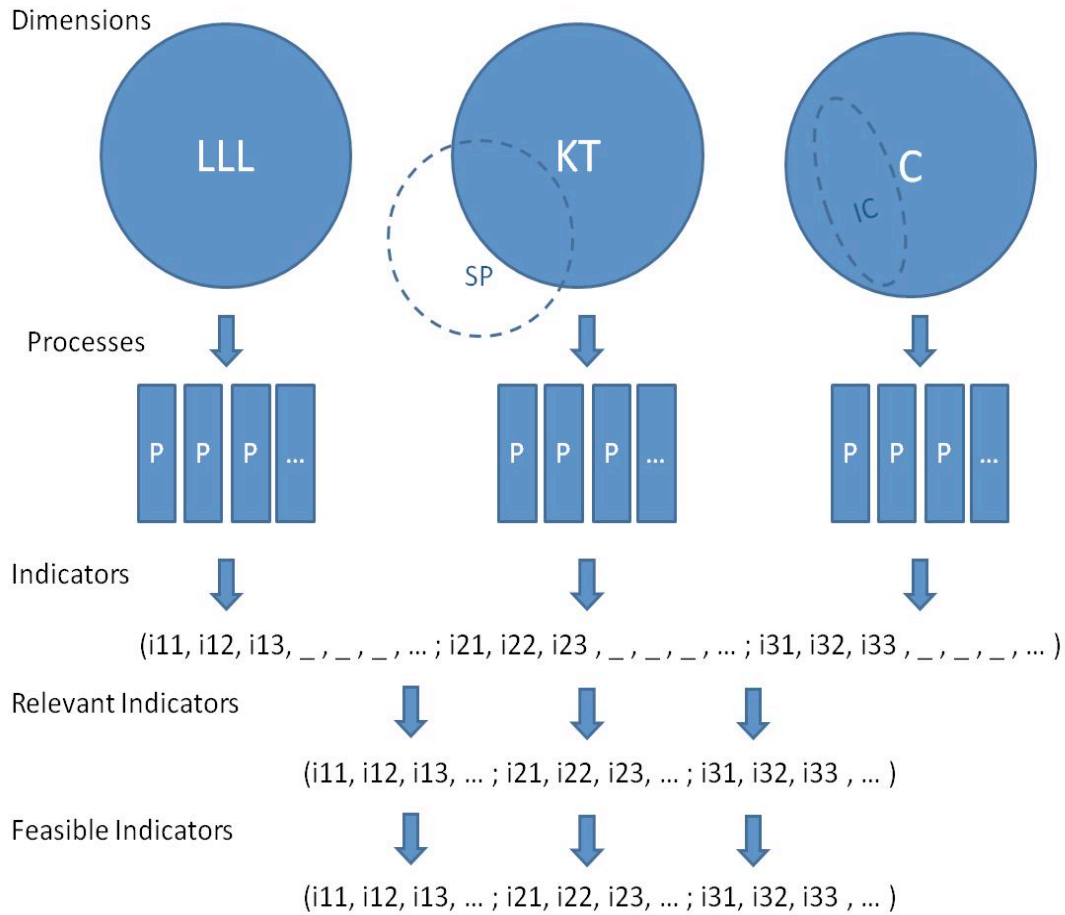 Dimensions
LLL
KT
C
IC
SP
Processes
P P P ... P P P ... P P P ...
Indicators
(i11, i12, i13, _ , _ , _ , ... ; i21, i22, i23 , _ , _ , _ , ... ; i31, i32, i33 , _ , _ , _ , ... )
Relevant Indicators
(i11, i12, i13, ... ; i21, i22, i23, ... ; i31, i32, i33 , ... )
Feasible Indicators
(i11, i12, i13, ... ; i21, i22, i23, ... ; i31, i32, i33 , ... )